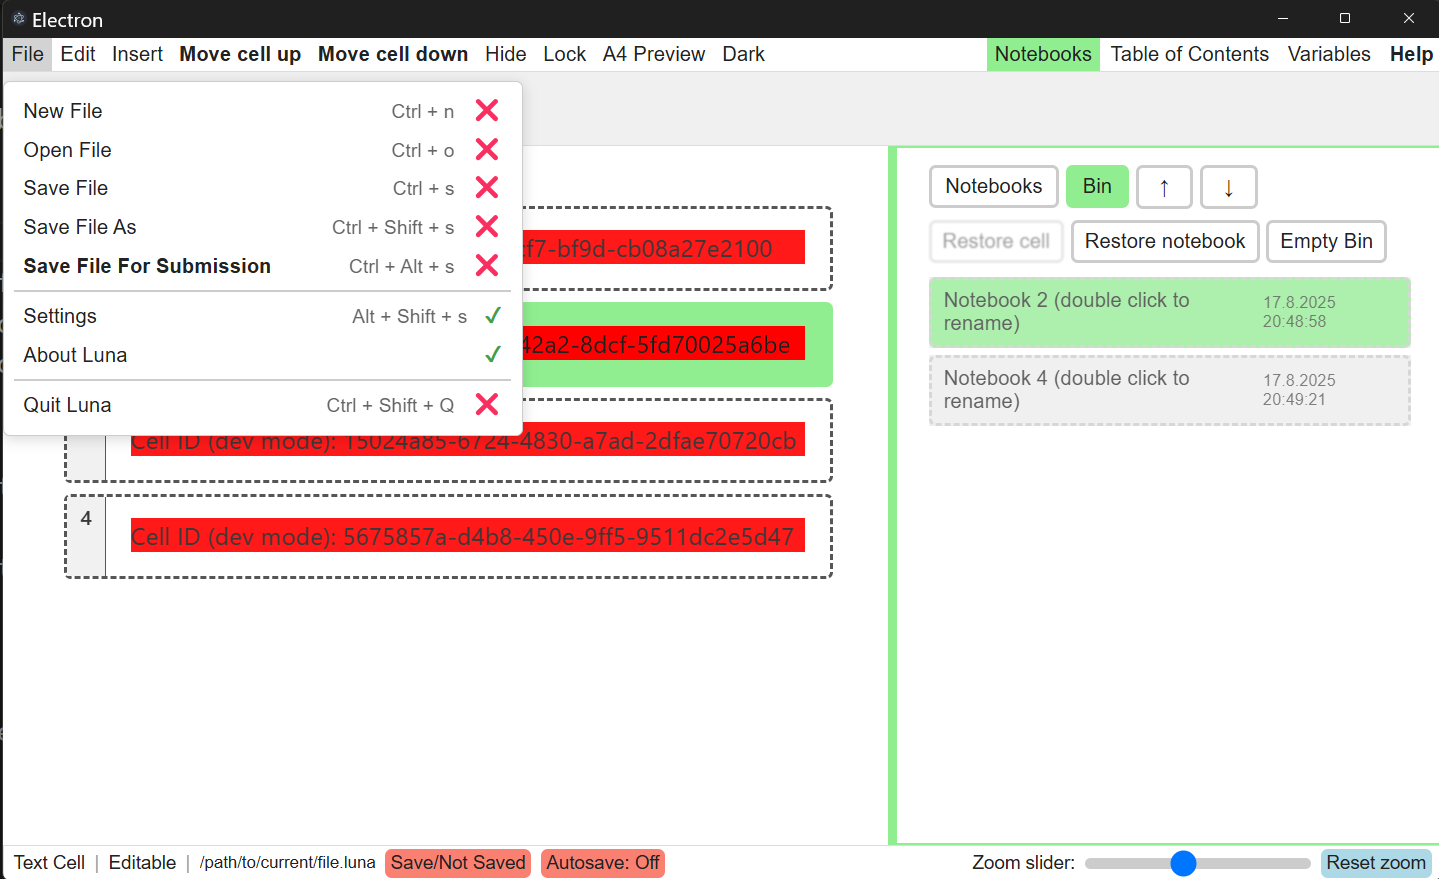 Electron
File Edit Insert Move cell up Move cell down Hide Lock A4 Preview Dark Notebooks Table of Contents Variables Help
New File Ctrl + n
Open File Ctrl + o
Save File Ctrl + s
Save File As Ctrl + Shift + s
Save File For Submission Ctrl + Alt + s
Settings Alt + Shift + s
About Luna
Quit Luna Ctrl + Shift + Q
f7-bf9d-cb08a27e2100
42a2-8dcf-5fd70025a6be
Cell ID (dev mode): 15024a85-6724-4830-a7ad-2dfae70720cb
4
Cell ID (dev mode): 5675857a-d4b8-450e-9ff5-9511dc2e5d47
Notebooks Bin ↑ ↓
Restore cell Restore notebook Empty Bin
Notebook 2 (double click to
rename)
17.8.2025
20:48:58
Notebook 4 (double click to
rename)
17.8.2025
20:49:21
Text Cell | Editable | /path/to/current/file.luna Save/Not Saved Autosave: Off Zoom slider: Reset zoom